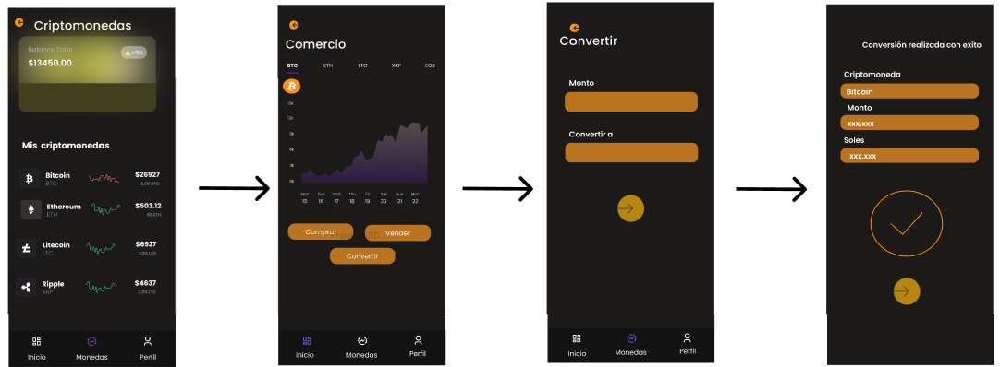 Criptomonedas
Balance Total
$13450.00
▲+15%
Mis criptomonedas
Bitcoin
BTC
$26927
2.05 BTC
Ethereum
ETH
$503.12
50 ETH
Litecoin
LTC
$6927
2.05 LTC
Ripple
XRP
$4637
2.05 LTC
Inicio
Monedas
Perfil
Comercio
BTC ETH LTC XRP EOS
15k
12k
9k
6k
3k
0k
Mon Tue Wed Thu Fri Sat Sun Mon
15 16 17 18 19 20 21 22
Comprar
Vender
Convertir
Inicio
Monedas
Perfil
Convertir
Monto
Convertir a
Inicio
Monedas
Perfil
Conversión realizada con exito
Criptomoneda
Bitcoin
Monto
xxx.xxx
Soles
xxx.xxx